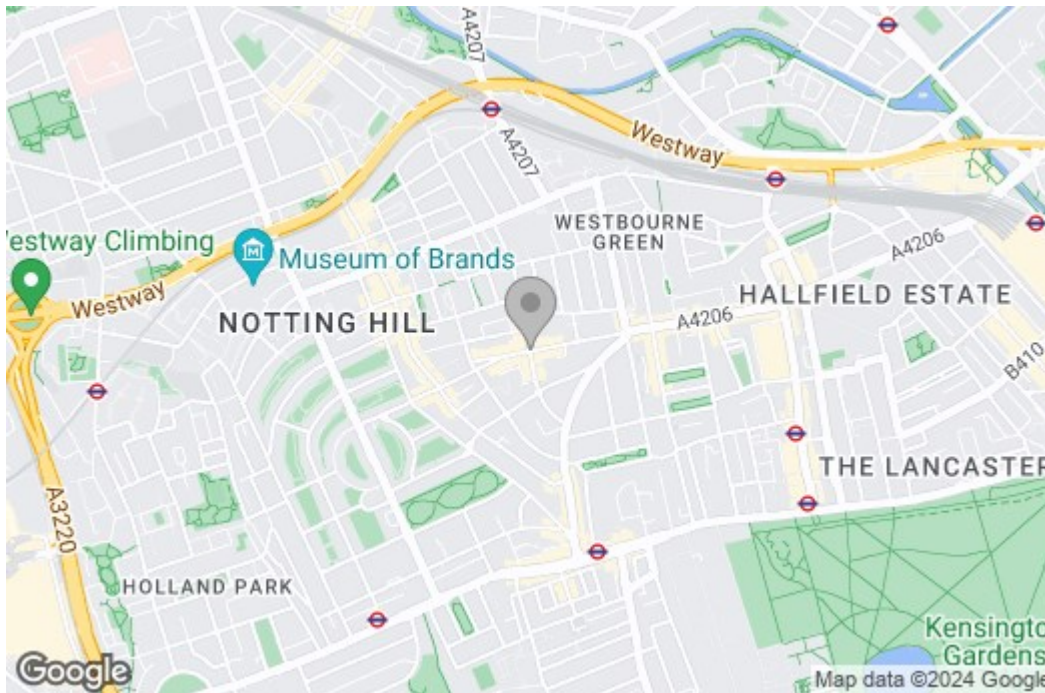 A4207
A4207
Westway
WESTBOURNE
GREEN
A4206
Westway Climbing
Museum of Brands
HALLFIELD ESTATE
Westway
NOTTING HILL
A4206
B410
THE LANCASTER
A3220
HOLLAND PARK
Kensingto
Gardens
Google
Map data ©2024 Google